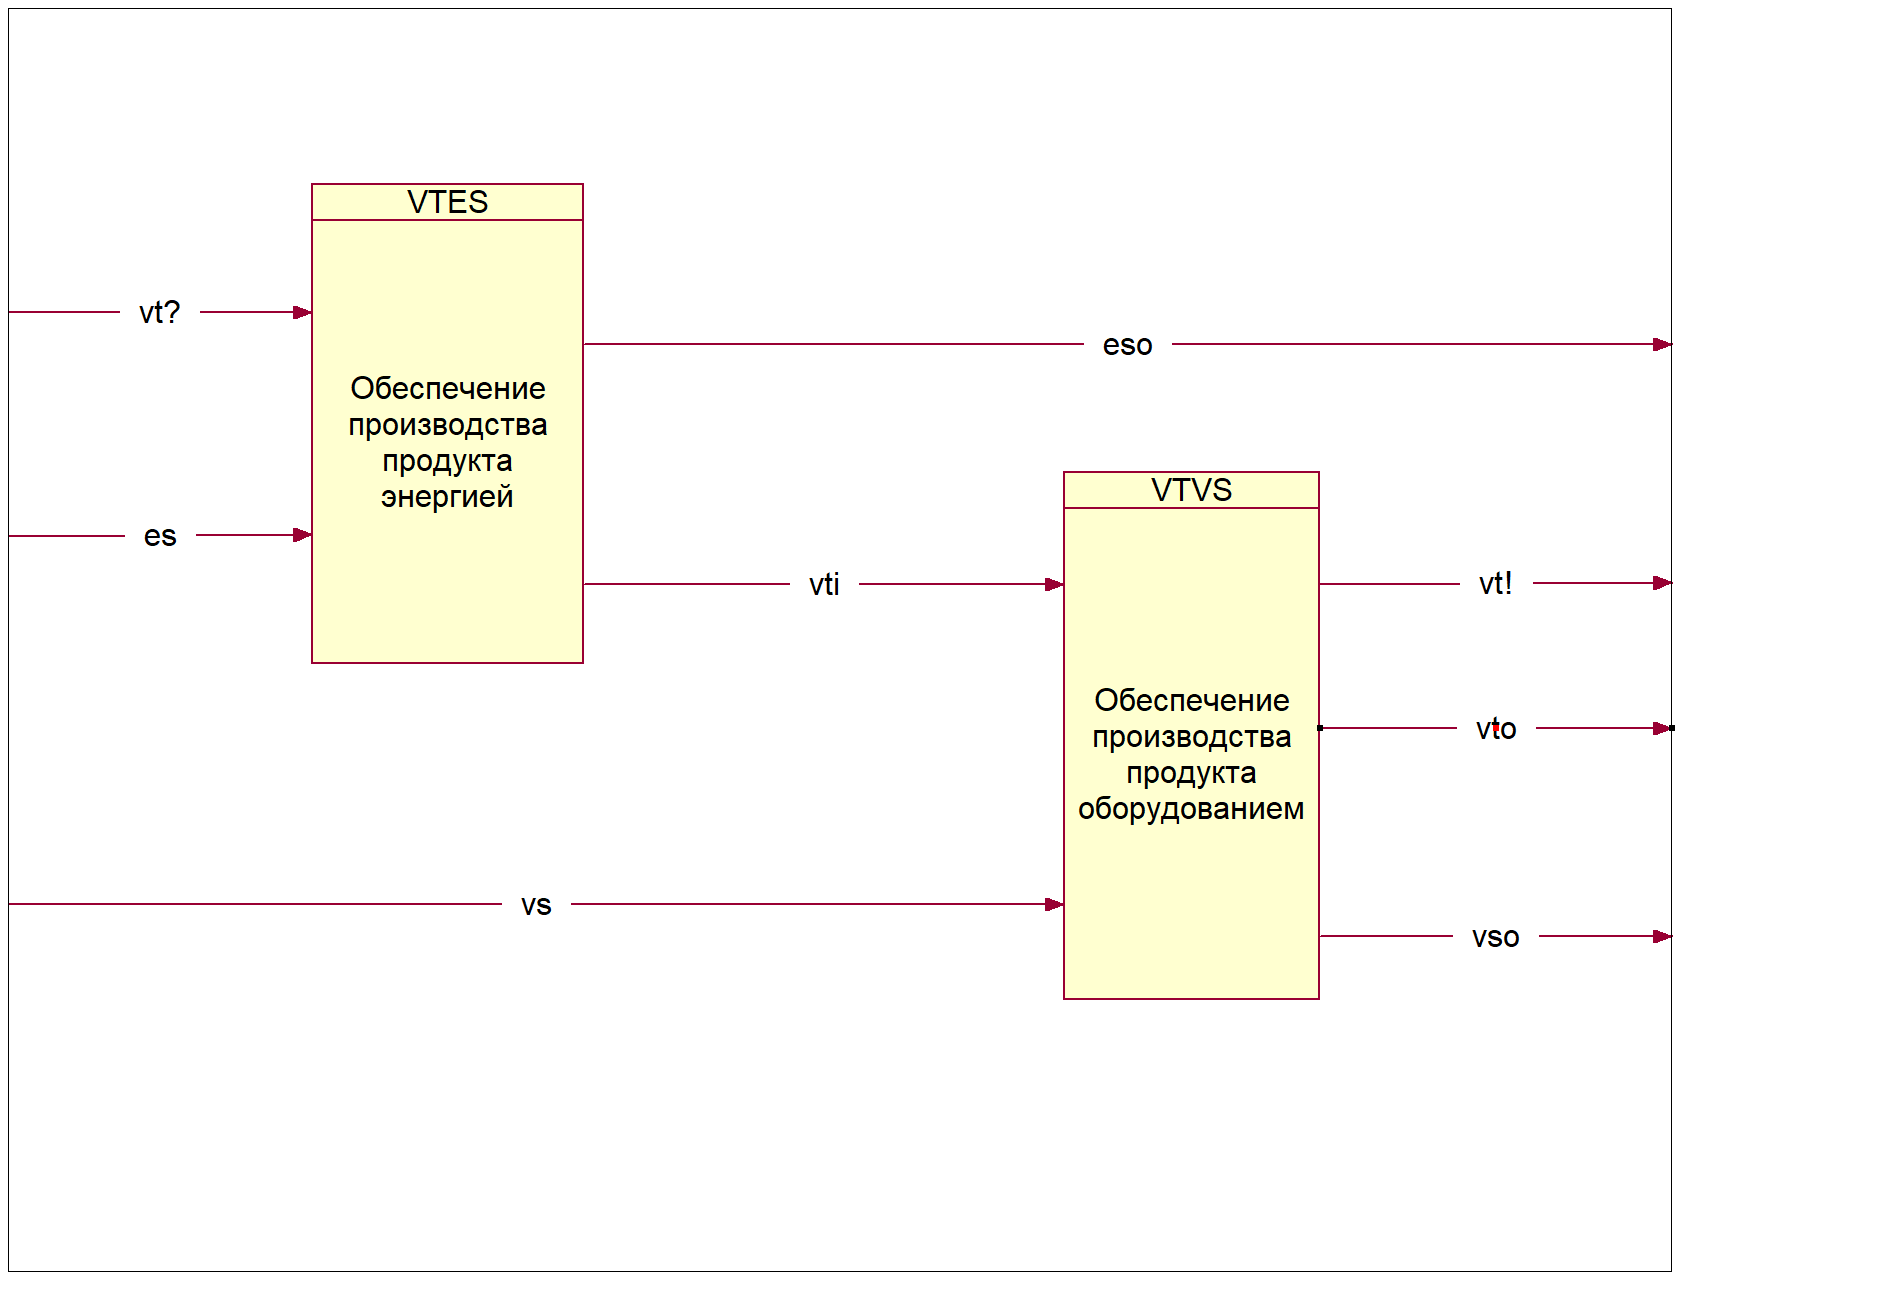 VTES
vt?
eso
Обеспечение
производства
продукта
энергией
es
VTVS
vti
vt!
Обеспечение
производства
продукта
оборудованием
vto
vs
vso